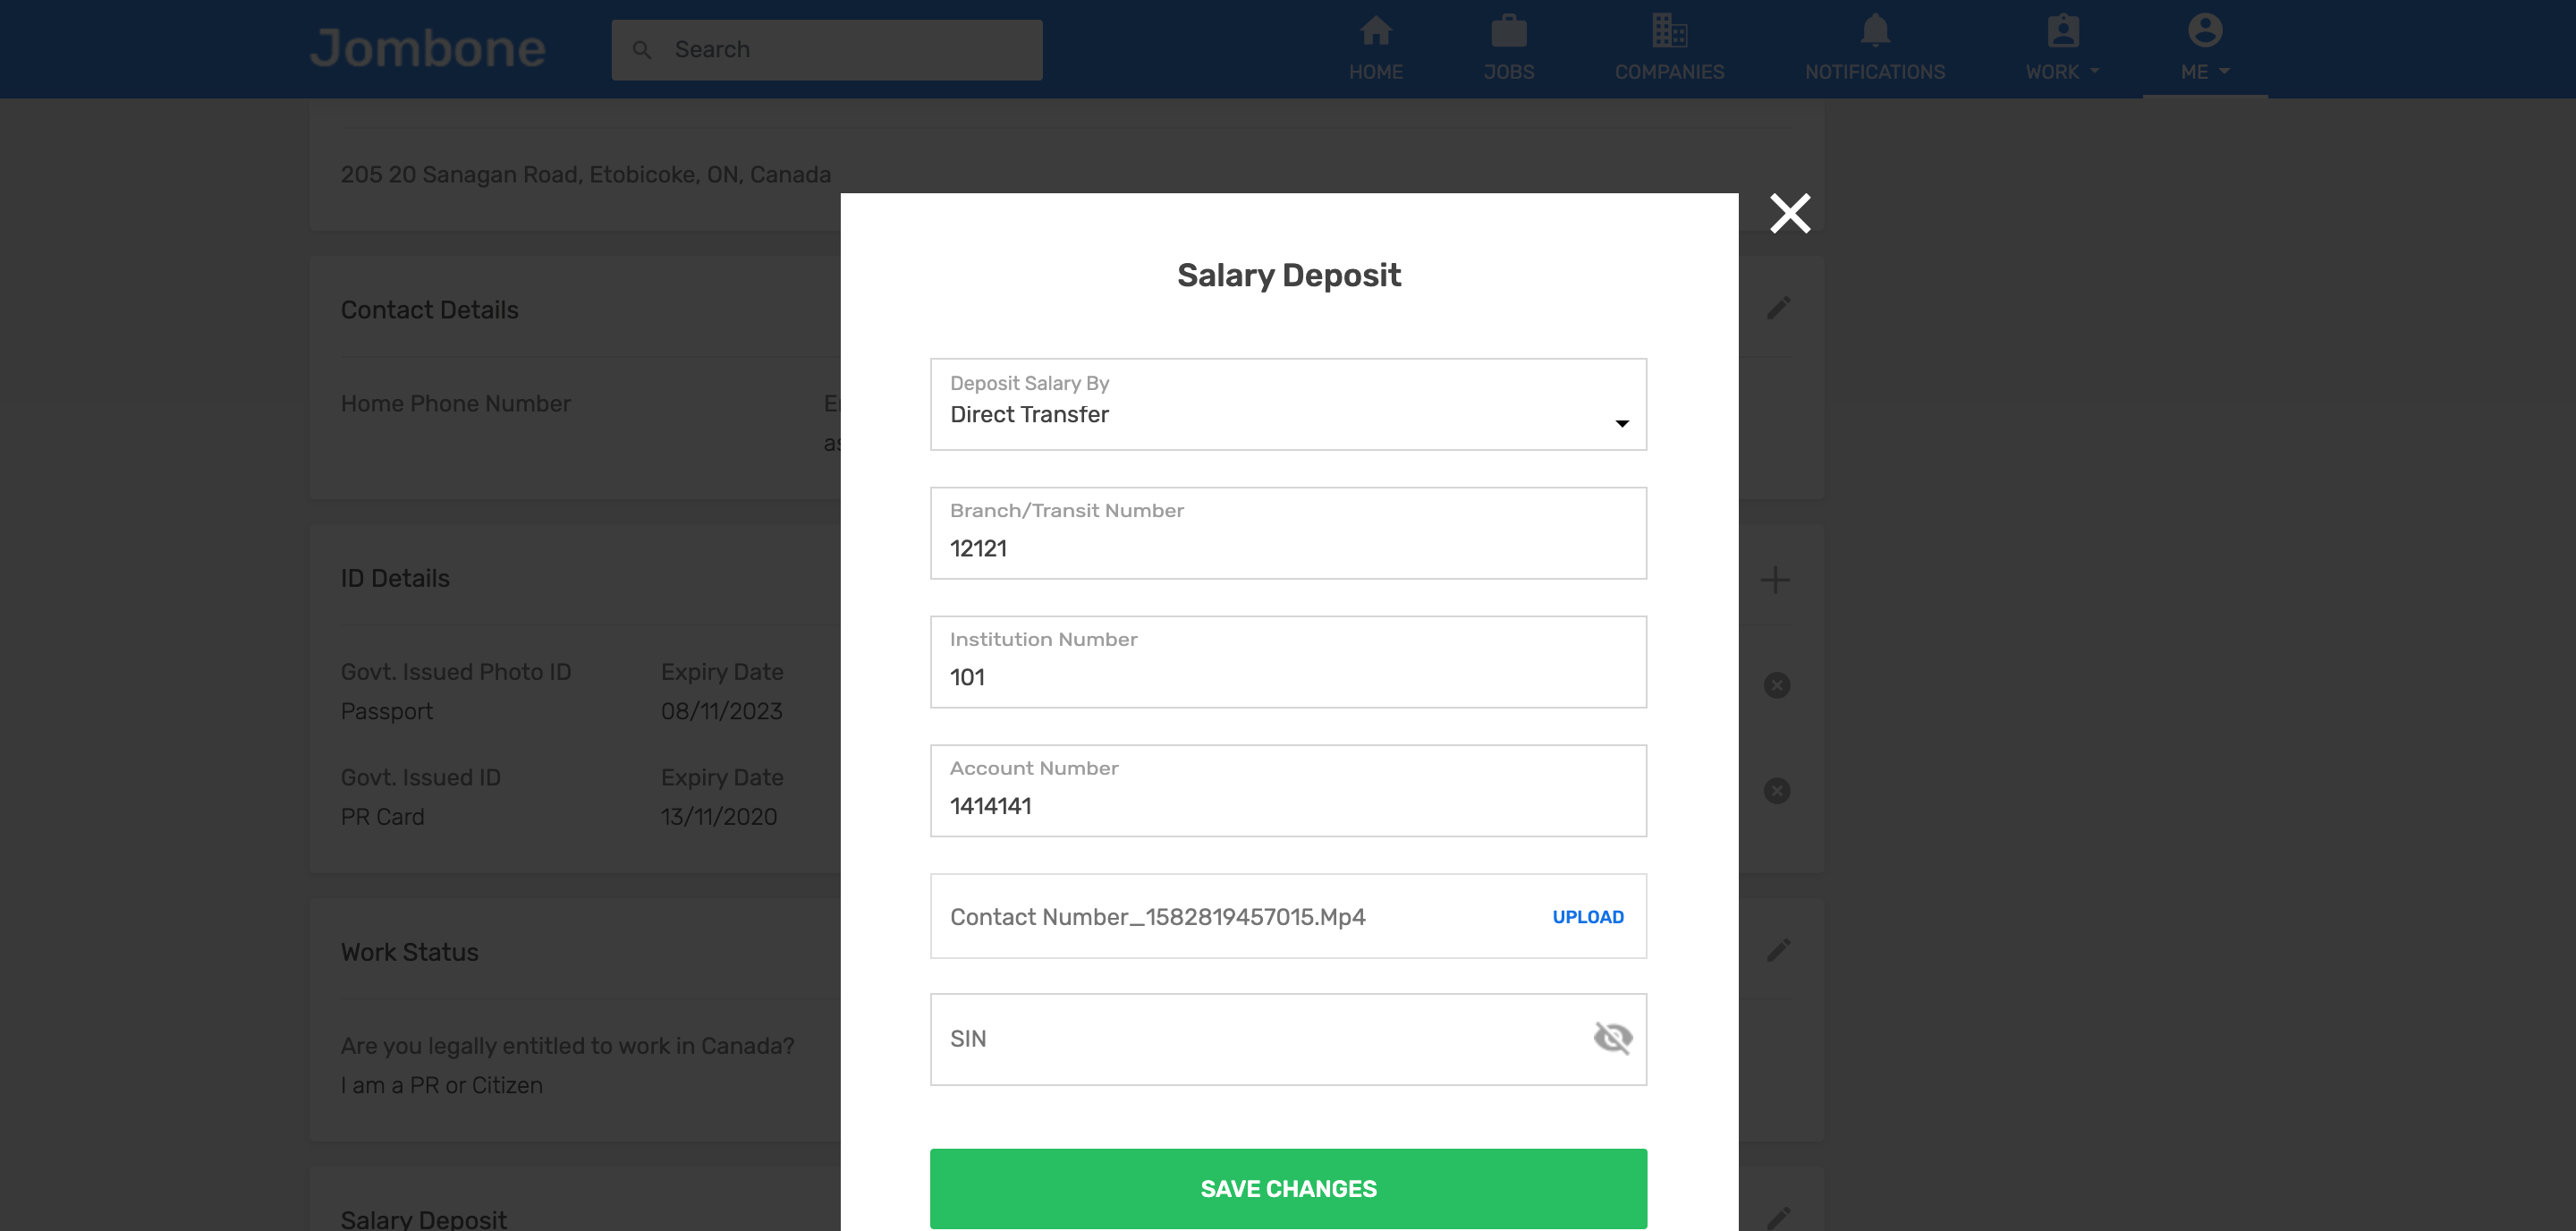 Jombone
Search
HOME
JOBS
COMPANIES
NOTIFICATIONS
WORK
ME
205 20 Sanagan Road, Etobicoke, ON, Canada
Contact Details
Home Phone Number
ID Details
Govt. Issued Photo ID
Expiry Date
Passport
08/11/2023
Govt. Issued ID
Expiry Date
PR Card
13/11/2020
Work Status
Are you legally entitled to work in Canada?
I am a PR or Citizen
Salary Deposit
Salary Deposit
Deposit Salary By
Direct Transfer
Branch/Transit Number
12121
Institution Number
101
Account Number
1414141
Contact Number_1582819457015.Mp4
UPLOAD
SIN
SAVE CHANGES